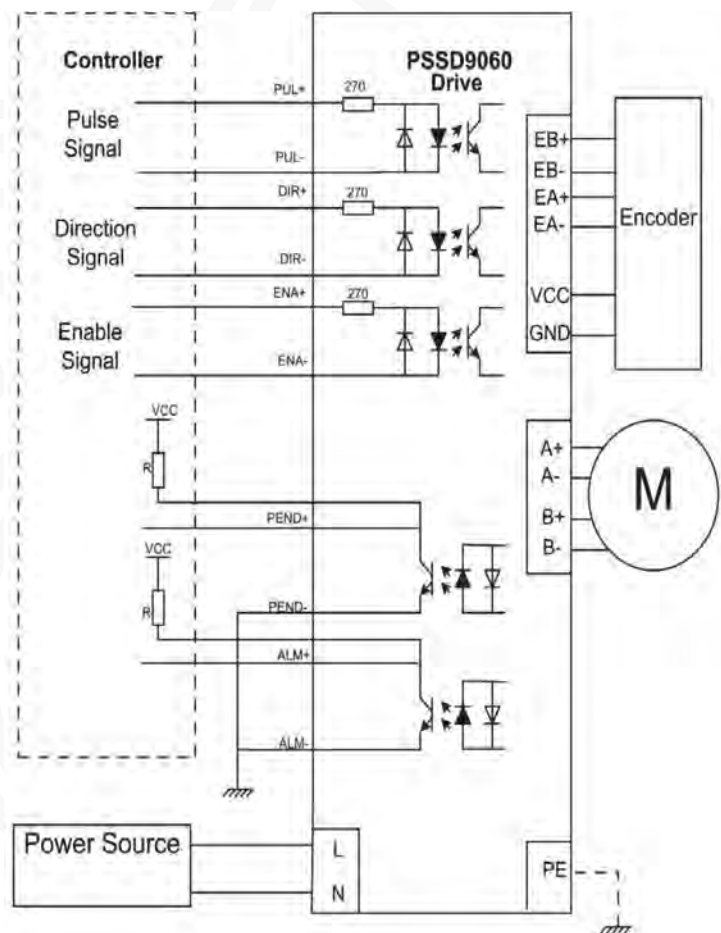 Controller
PSSD9060
Drive
PUL+
270
Pulse
Signal
PUL-
DIR+
270
Direction
Signal
DIR-
ENA+
270
Enable
Signal
ENA-
EB+
EB-
EA+
EA-
VCC
GND
Encoder
VCC
R
PEND+
VCC
R
PEND-
ALM+
ALM-
A+
A-
B+
B-
M
Power Source
L
N
PE